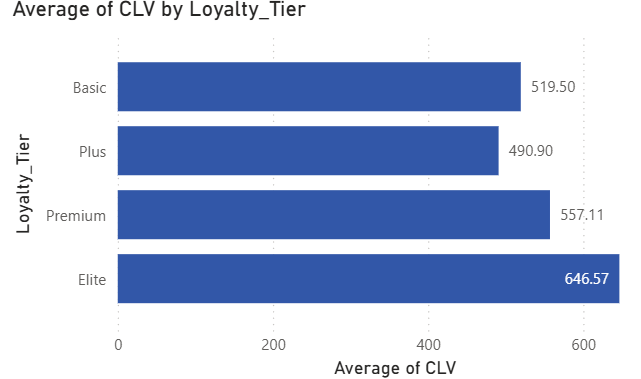 Average of CLV by Loyalty_Tier
Loyalty_Tier
Basic 519.50
Plus 490.90
Premium 557.11
Elite 646.57
0 200 400 600
Average of CLV